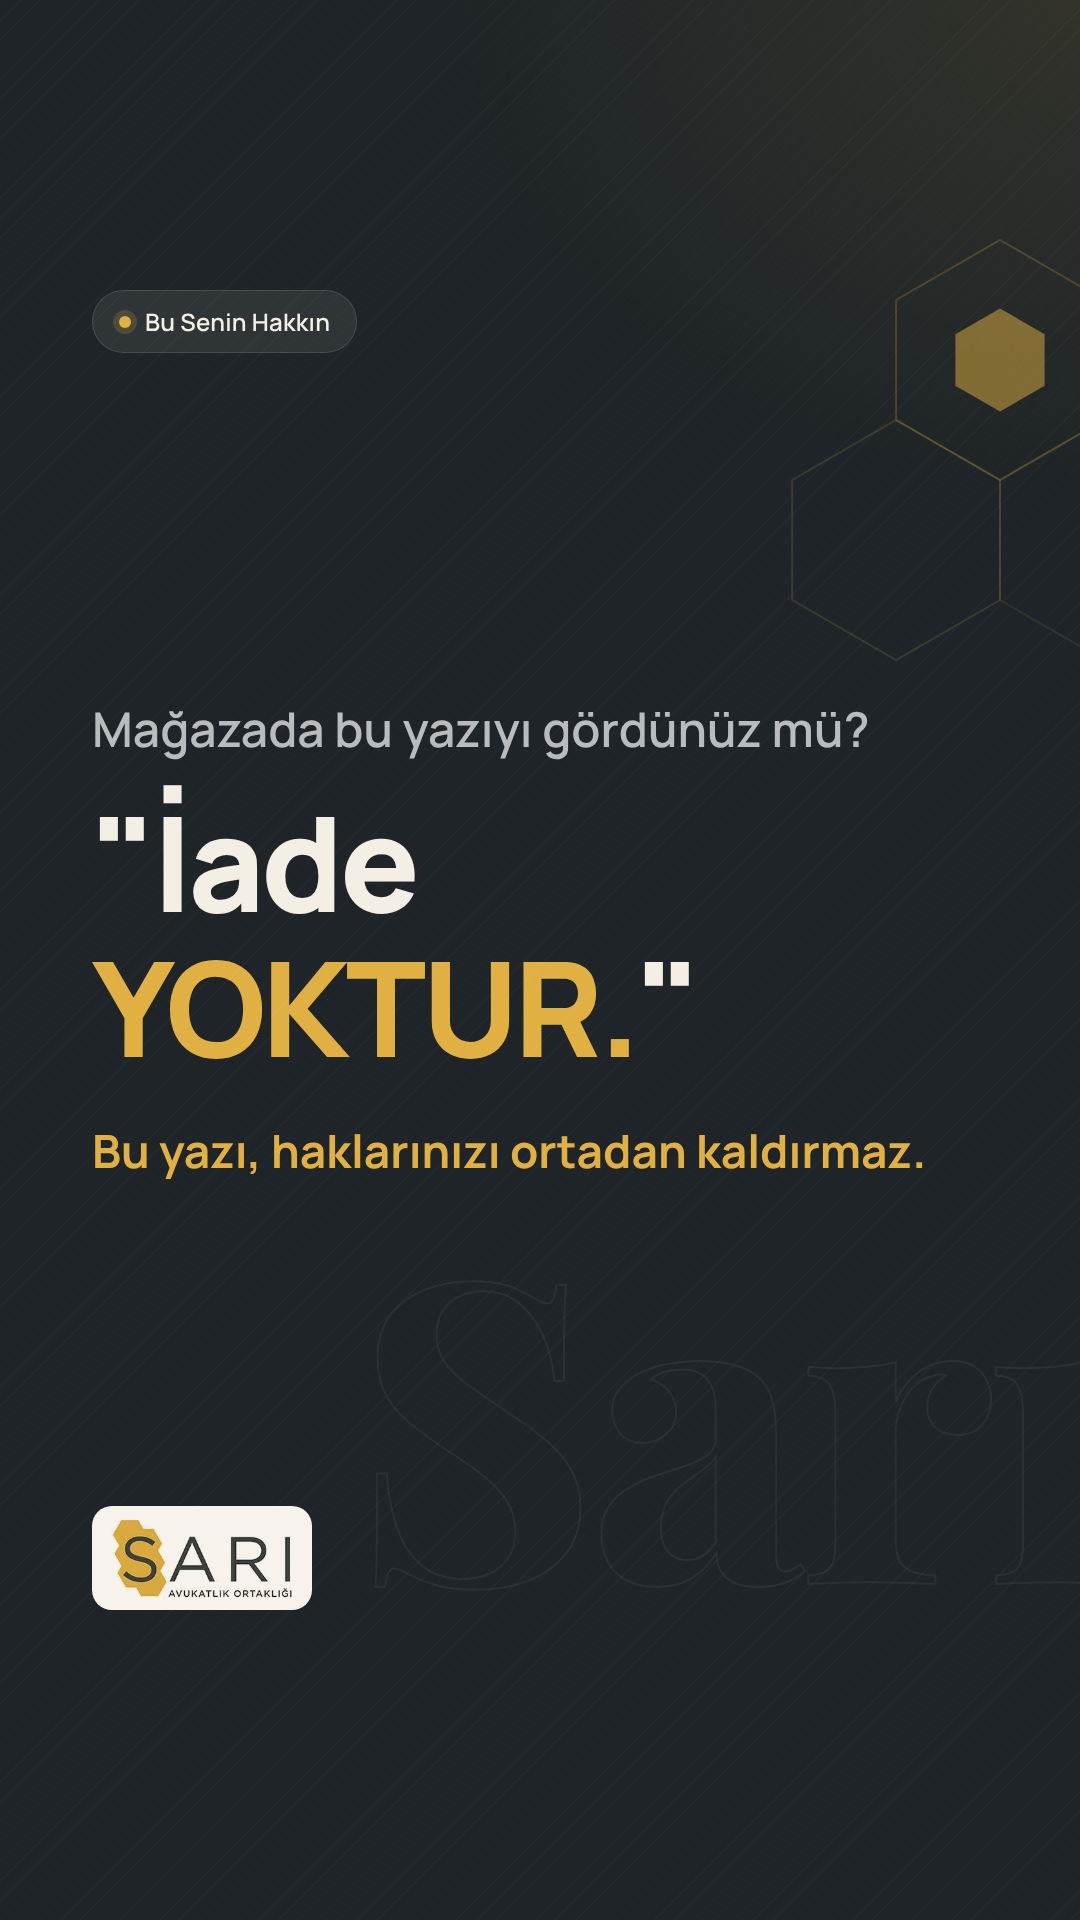 Bu Senin Hakkın
Mağazada bu yazıyı gördünüz mü?
"İade
YOKTUR."
Bu yazı, haklarınızı ortadan kaldırmaz.
Sarı
SARI
AVUKATLIK ORTAKLIĞI